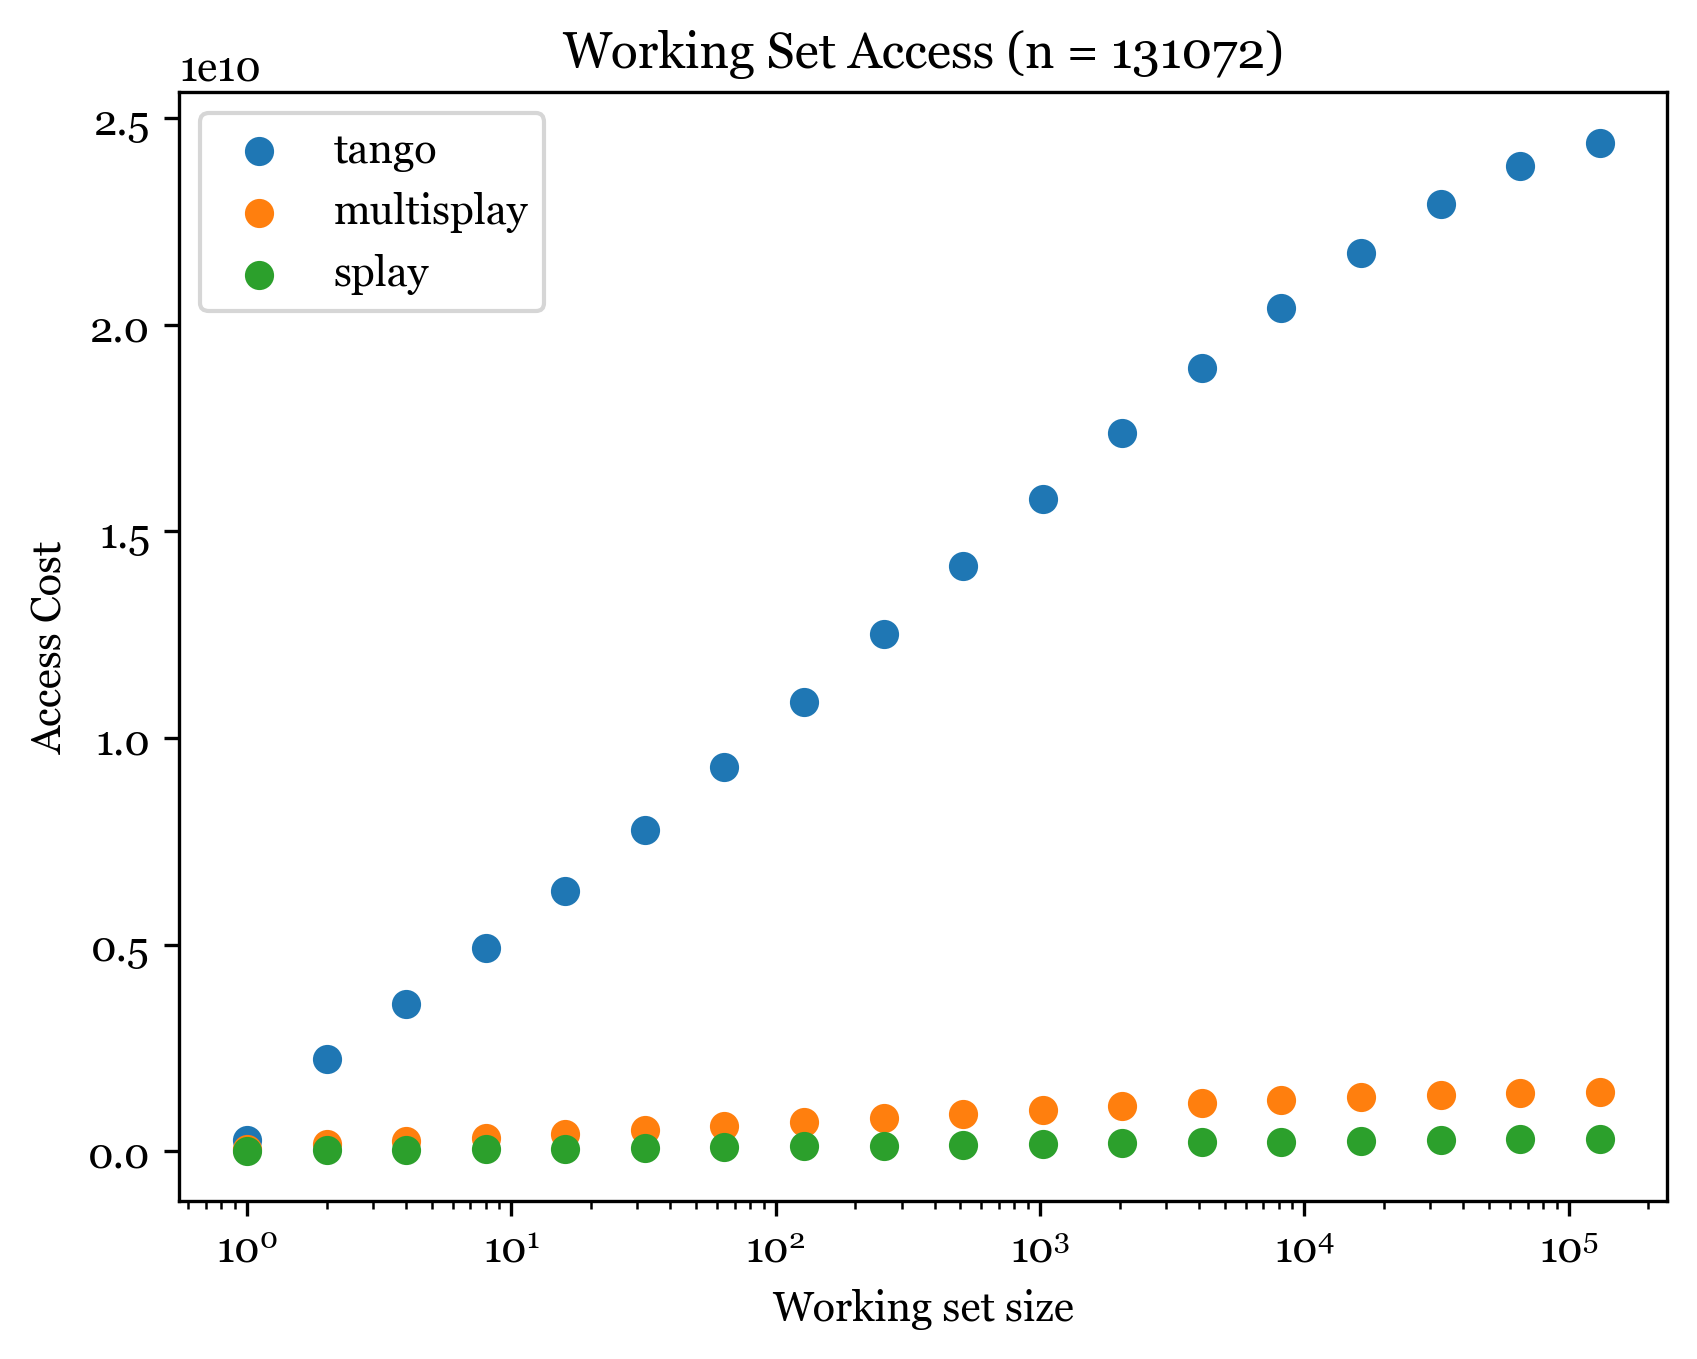 Working Set Access (n = 131072)
1e10
2.5
2.0
1.5
1.0
0.5
0.0
Access Cost
tango
multisplay
splay
10⁰ 10¹ 10² 10³ 10⁴ 10⁵
Working set size